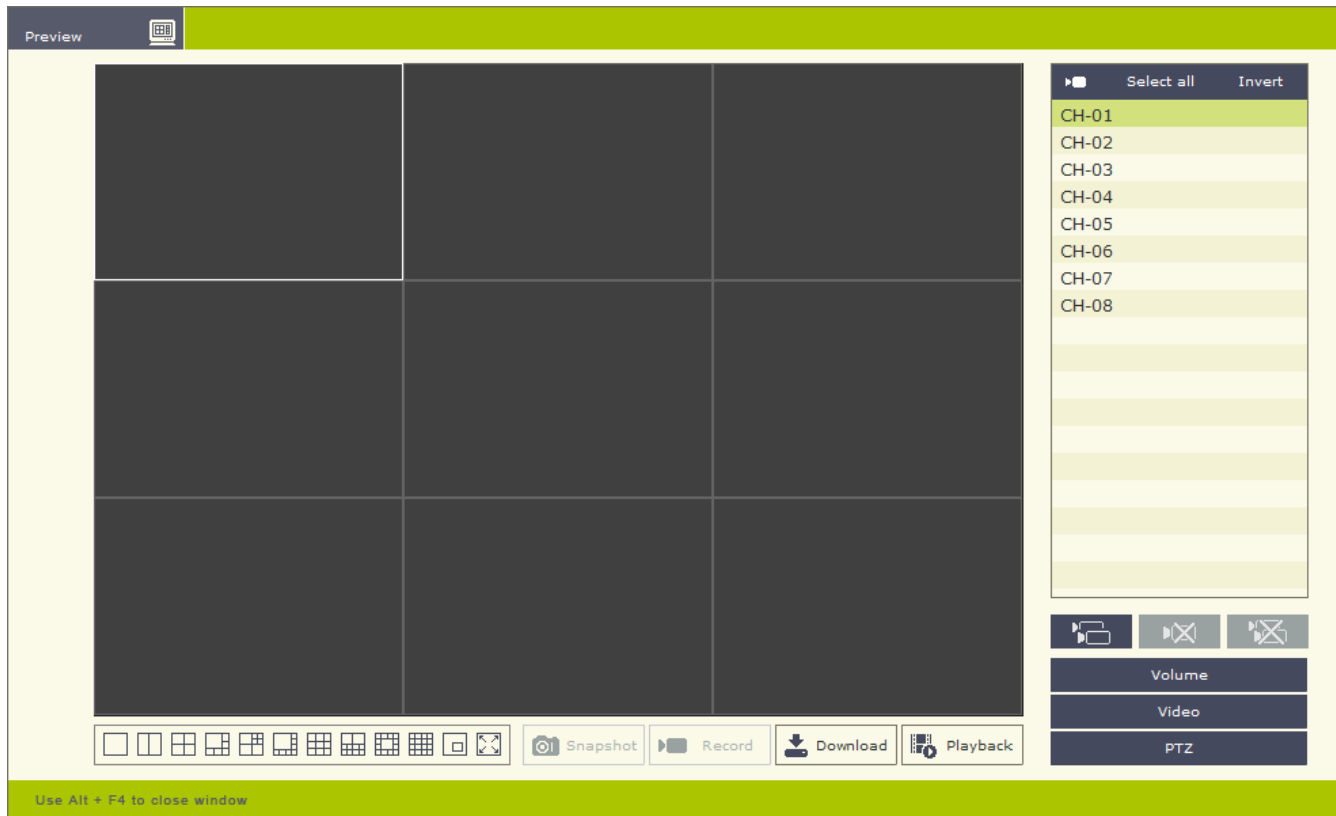 Preview
Select all Invert
CH-01
CH-02
CH-03
CH-04
CH-05
CH-06
CH-07
CH-08
Volume
Video
PTZ
Snapshot Record Download Playback
Use Alt + F4 to close window